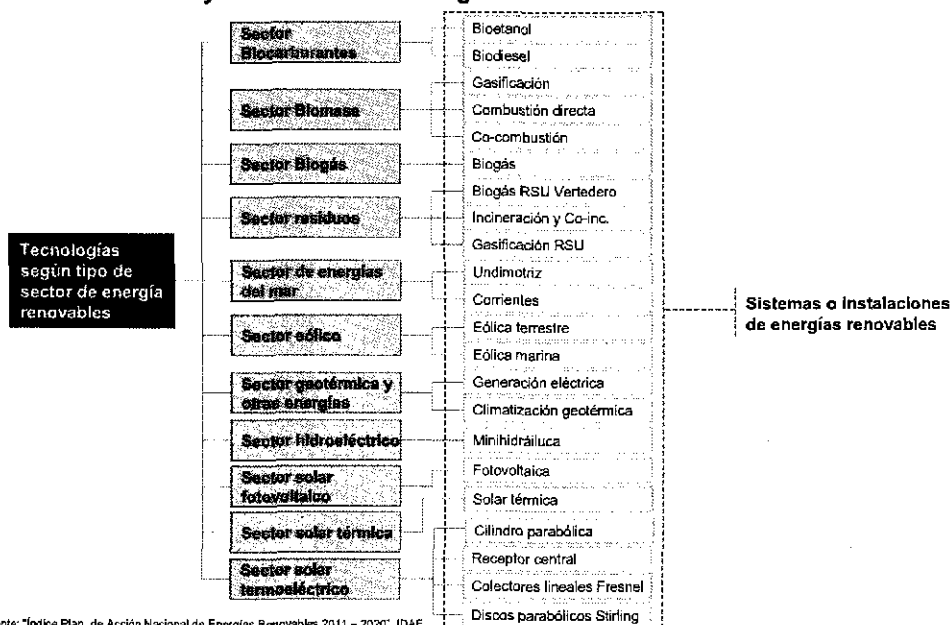 Tecnologías
según tipo de
sector de energía
renovables
Sector
Biocarburantes
Sector Biomasa
Sector Biogás
Sector residuos
Sector de energías
del mar
Sector eólico
Sector geotérmica y
otras energías
Sector hidroeléctrico
Sector solar
fotovoltaico
Sector solar térmica
Sector solar
termoeléctrico
Bioetanol
Biodiesel
Gasificación
Combustión directa
Co-combustión
Biogás
Biogás RSU Vertedero
Incineración y Co-inc.
Gasificación RSU
Undimotriz
Corrientes
Eólica terrestre
Eólica marina
Generación eléctrica
Climatización geotérmica
Minihidráiluca
Fotovoltaica
Solar térmica
Cilindro parabólica
Receptor central
Colectores lineales Fresnel
Discos parabólicos Stirling
Sistemas o instalaciones
de energías renovables
nte: "Índice Plan de Acción Nacional de Energías Renovables 2011 – 2020". IDAE